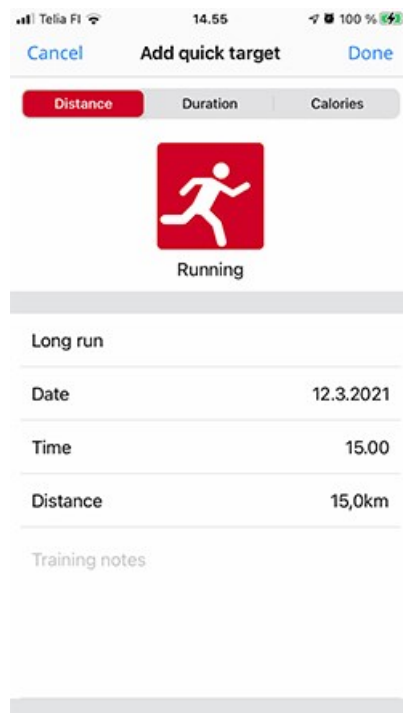 Telia FI 14.55 100 %
Cancel Add quick target Done
Distance Duration Calories
Running
Long run
Date 12.3.2021
Time 15.00
Distance 15,0km
Training notes